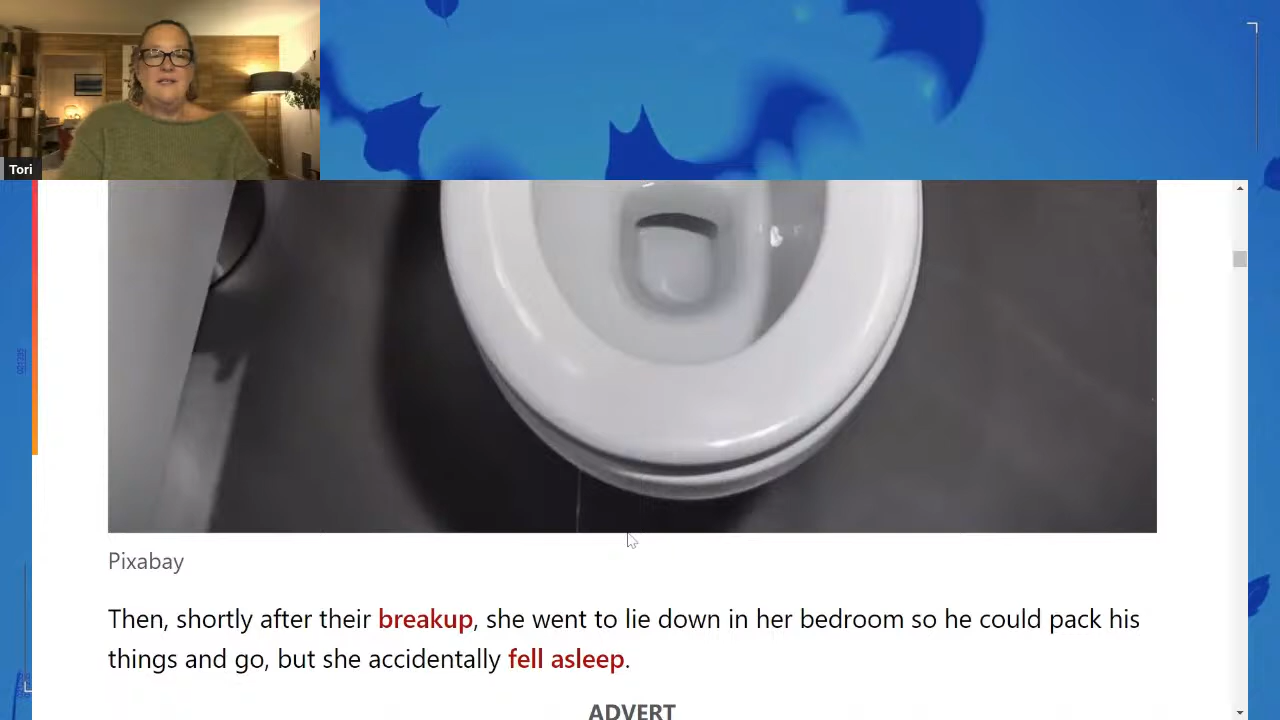 Tori
Pixabay
Then, shortly after their breakup, she went to lie down in her bedroom so he could pack his
things and go, but she accidentally fell asleep.
ADVERT